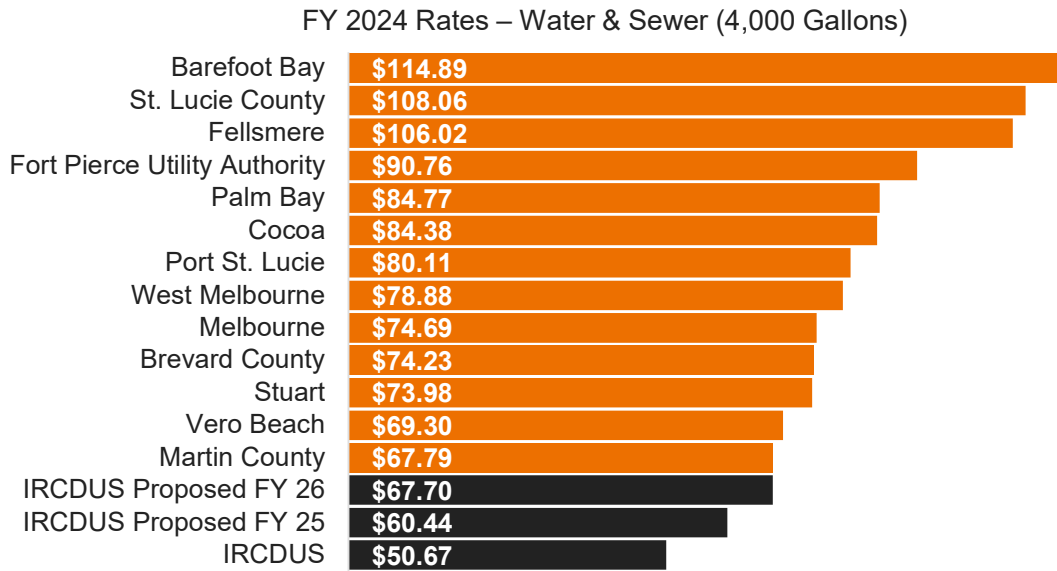 FY 2024 Rates – Water & Sewer (4,000 Gallons)
Barefoot Bay $114.89
St. Lucie County $108.06
Fellsmere $106.02
Fort Pierce Utility Authority $90.76
Palm Bay $84.77
Cocoa $84.38
Port St. Lucie $80.11
West Melbourne $78.88
Melbourne $74.69
Brevard County $74.23
Stuart $73.98
Vero Beach $69.30
Martin County $67.79
IRCDUS Proposed FY 26 $67.70
IRCDUS Proposed FY 25 $60.44
IRCDUS $50.67